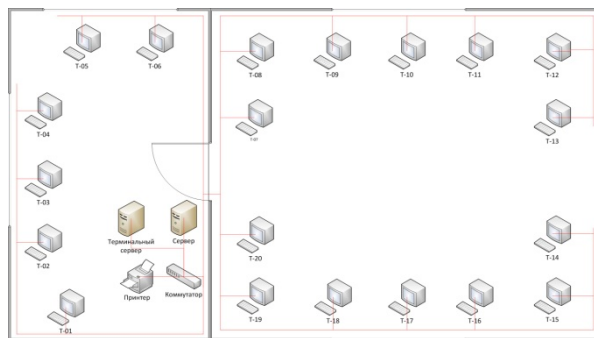 T-05
T-06
T-08
T-09
T-10
T-11
T-12
T-04
T-13
T-03
Терминальный
сервер
Сервер
T-20
T-14
T-02
Принтер
Коммутатор
T-01
T-19
T-18
T-17
T-16
T-15